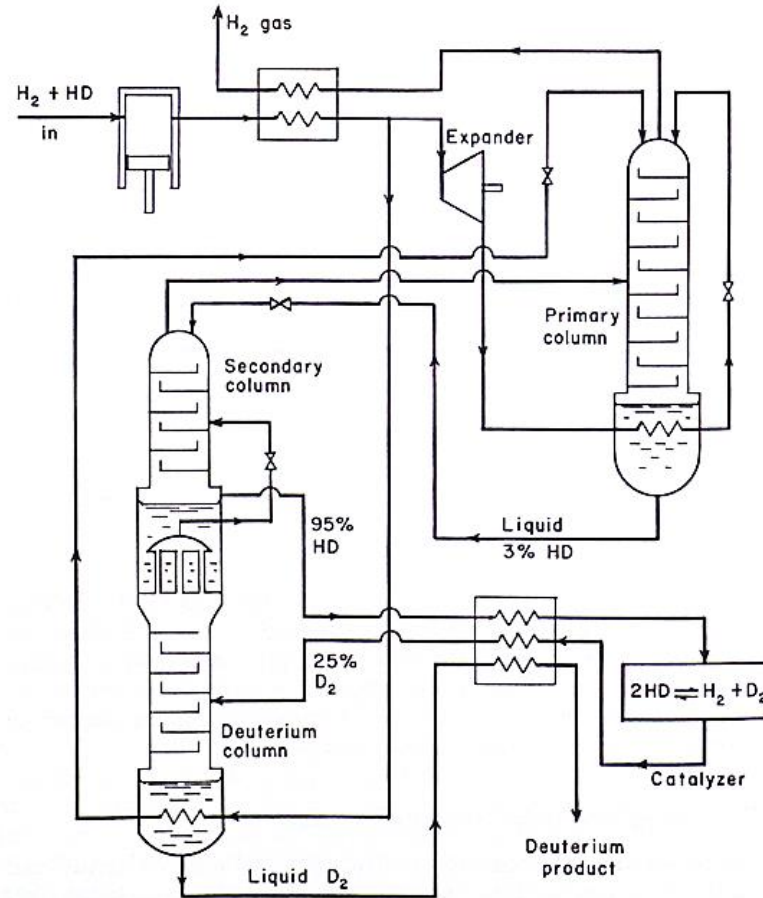 H₂ gas
H₂ + HD
in
Expander
Primary
column
Secondary
column
95%
HD
Liquid
3% HD
25%
D₂
2HD ⇌ H₂ + D₂
Deuterium
column
Catalyzer
Deuterium
product
Liquid D₂